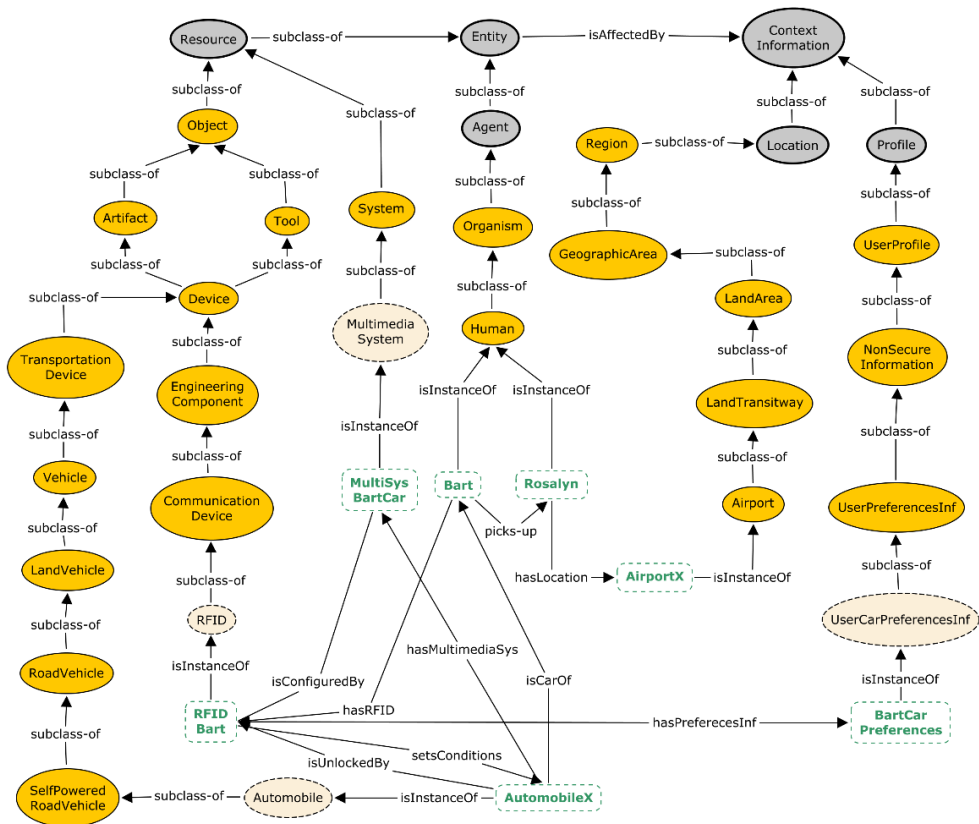 Resource
subclass-of
Entity
isAffectedBy
Context
Information
subclass-of
subclass-of
subclass-of
subclass-of
subclass-of
Object
Agent
Region
subclass-of
Location
Profile
subclass-of
subclass-of
subclass-of
subclass-of
Artifact
Tool
System
Organism
subclass-of
GeographicArea
subclass-of
UserProfile
subclass-of
subclass-of
subclass-of
subclass-of
subclass-of
Device
LandArea
subclass-of
Multimedia
System
Human
Transportation
Device
subclass-of
subclass-of
NonSecure
Information
Engineering
Component
isInstanceOf
isInstanceOf
LandTransitway
isInstanceOf
subclass-of
subclass-of
subclass-of
subclass-of
Vehicle
Communication
Device
MultiSys
BartCar
Bart
Rosalyn
Airport
UserPreferencesInf
subclass-of
picks-up
LandVehicle
subclass-of
hasLocation
AirportX
isInstanceOf
subclass-of
RFID
UserCarPreferencesInf
subclass-of
isInstanceOf
hasMultimediaSys
RoadVehicle
isConfiguredBy
isCarOf
isInstanceOf
RFID
Bart
hasRFID
hasPreferecesInf
BartCar
Preferences
subclass-of
setsConditions
isUnlockedBy
SelfPowered
RoadVehicle
subclass-of
Automobile
isInstanceOf
AutomobileX